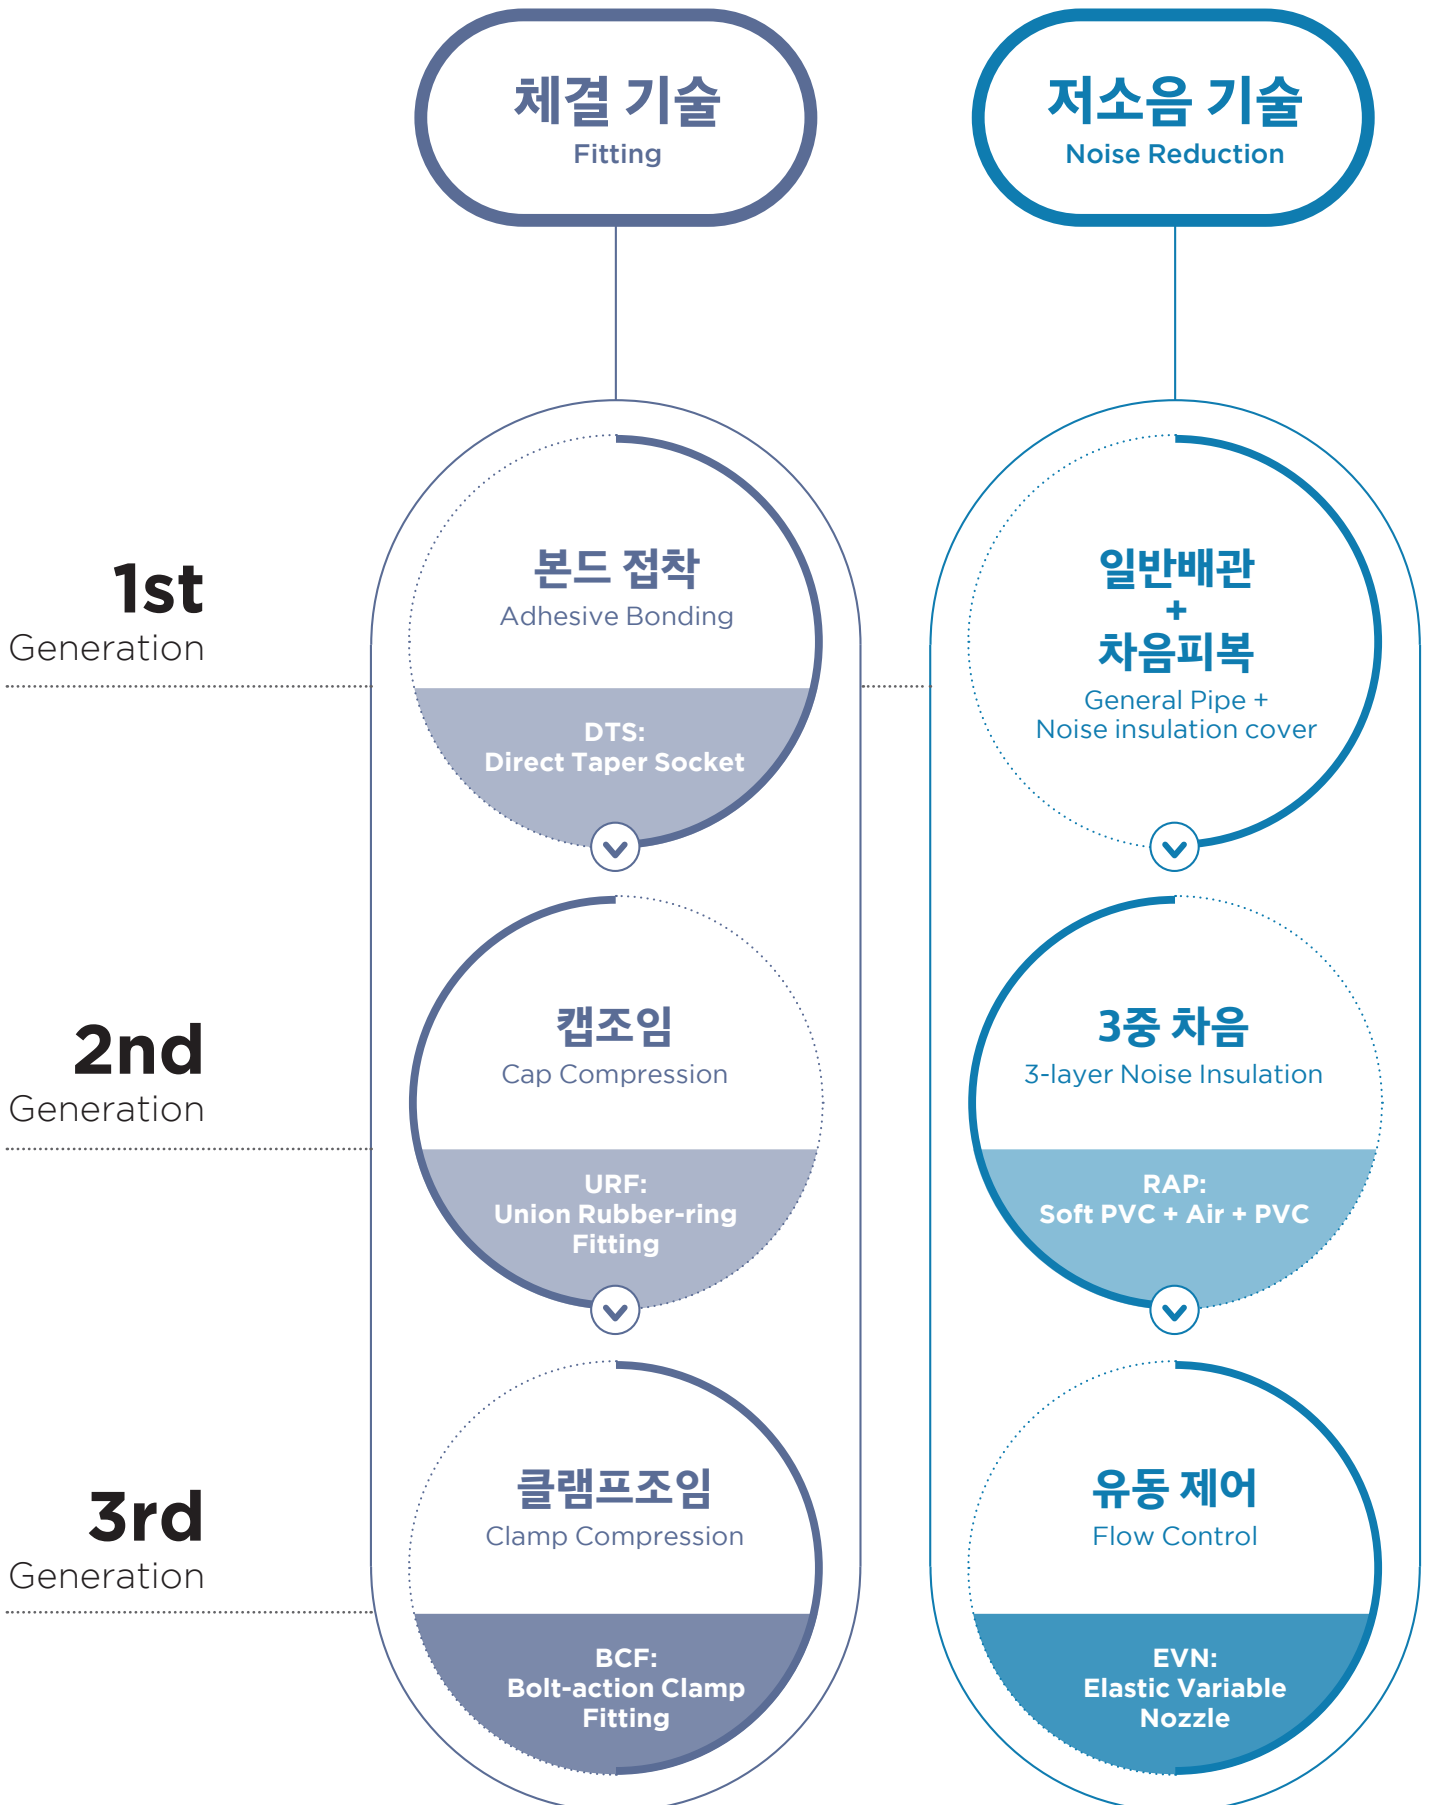 체결 기술
Fitting
저소음 기술
Noise Reduction
1st
Generation
본드 접착
Adhesive Bonding
DTS:
Direct Taper Socket
일반배관
+
차음피복
General Pipe +
Noise insulation cover
2nd
Generation
캡조임
Cap Compression
URF:
Union Rubber-ring
Fitting
3중 차음
3-layer Noise Insulation
RAP:
Soft PVC + Air + PVC
3rd
Generation
클램프조임
Clamp Compression
BCF:
Bolt-action Clamp
Fitting
유동 제어
Flow Control
EVN:
Elastic Variable
Nozzle